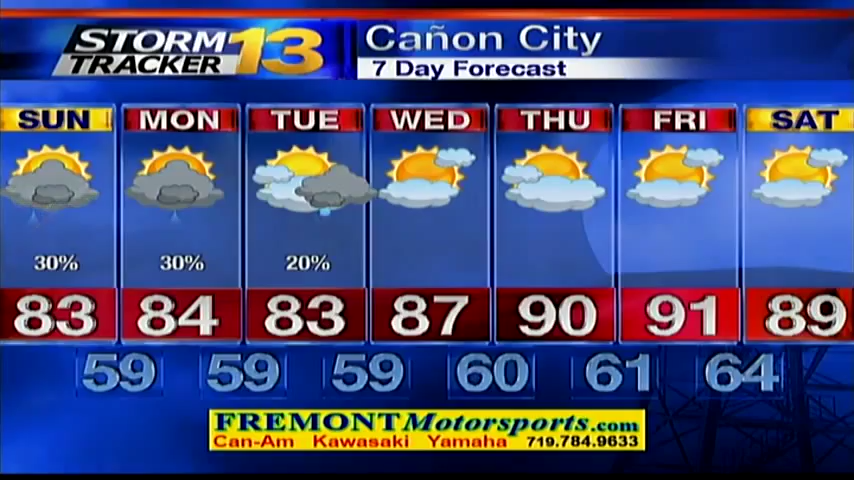 STORM TRACKER 13
Cañon City
7 Day Forecast
SUN MON TUE WED THU FRI SAT
30% 30% 20%
83 84 83 87 90 91 89
59 59 59 60 61 64
FREMONTMotorsports.com
Can-Am Kawasaki Yamaha 719.784.9633